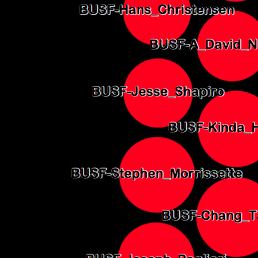 BUSF-Hans_Christensen
BUSF-A_David_N
BUSF-Jesse_Shapiro
BUSF-Kinda_H
BUSF-Stephen_Morrissette
BUSF-Chang_T